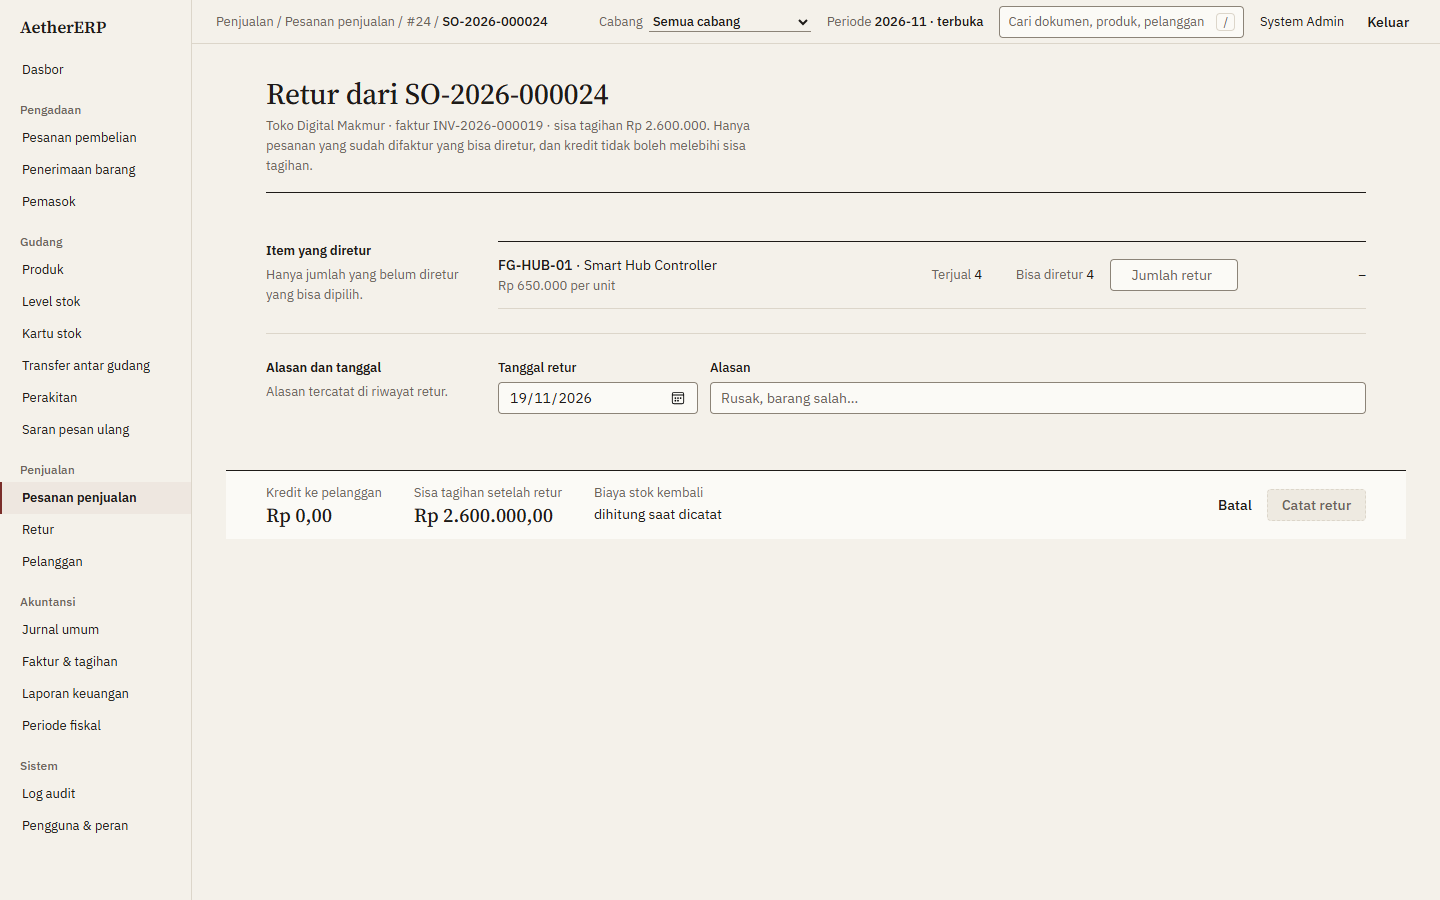 AetherERP
Dasbor
Pengadaan
Pesanan pembelian
Penerimaan barang
Pemasok
Gudang
Produk
Level stok
Kartu stok
Transfer antar gudang
Perakitan
Saran pesan ulang
Penjualan
Pesanan penjualan
Retur
Pelanggan
Akuntansi
Jurnal umum
Faktur & tagihan
Laporan keuangan
Periode fiskal
Sistem
Log audit
Pengguna & peran
Penjualan / Pesanan penjualan / #24 / SO-2026-000024
Cabang Semua cabang
Periode 2026-11 · terbuka
Cari dokumen, produk, pelanggan /
System Admin
Keluar
Retur dari SO-2026-000024
Toko Digital Makmur · faktur INV-2026-000019 · sisa tagihan Rp 2.600.000. Hanya
pesanan yang sudah difaktur yang bisa diretur, dan kredit tidak boleh melebihi sisa
tagihan.
Item yang diretur
Hanya jumlah yang belum diretur
yang bisa dipilih.
FG-HUB-01 · Smart Hub Controller
Rp 650.000 per unit
Terjual 4
Bisa diretur 4
Jumlah retur
–
Alasan dan tanggal
Alasan tercatat di riwayat retur.
Tanggal retur
19/11/2026
Alasan
Rusak, barang salah...
Kredit ke pelanggan
Rp 0,00
Sisa tagihan setelah retur
Rp 2.600.000,00
Biaya stok kembali
dihitung saat dicatat
Batal
Catat retur